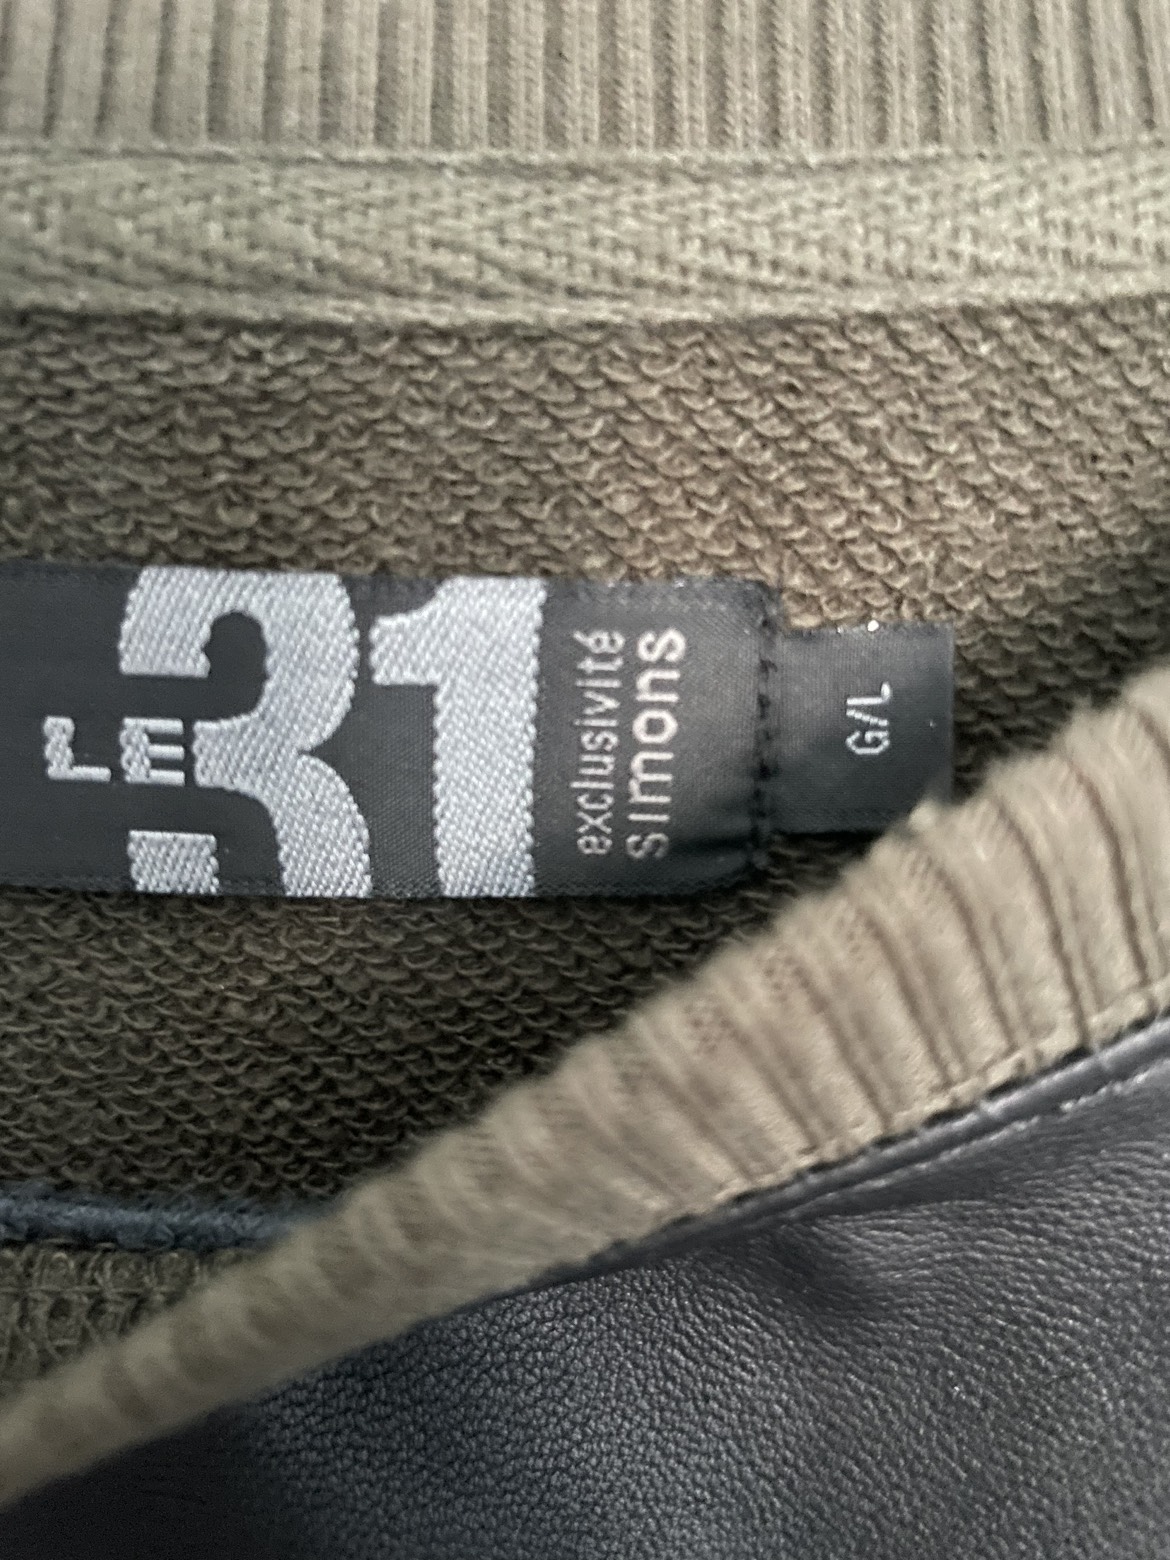 LE 31
exclusivité
simons
G/L